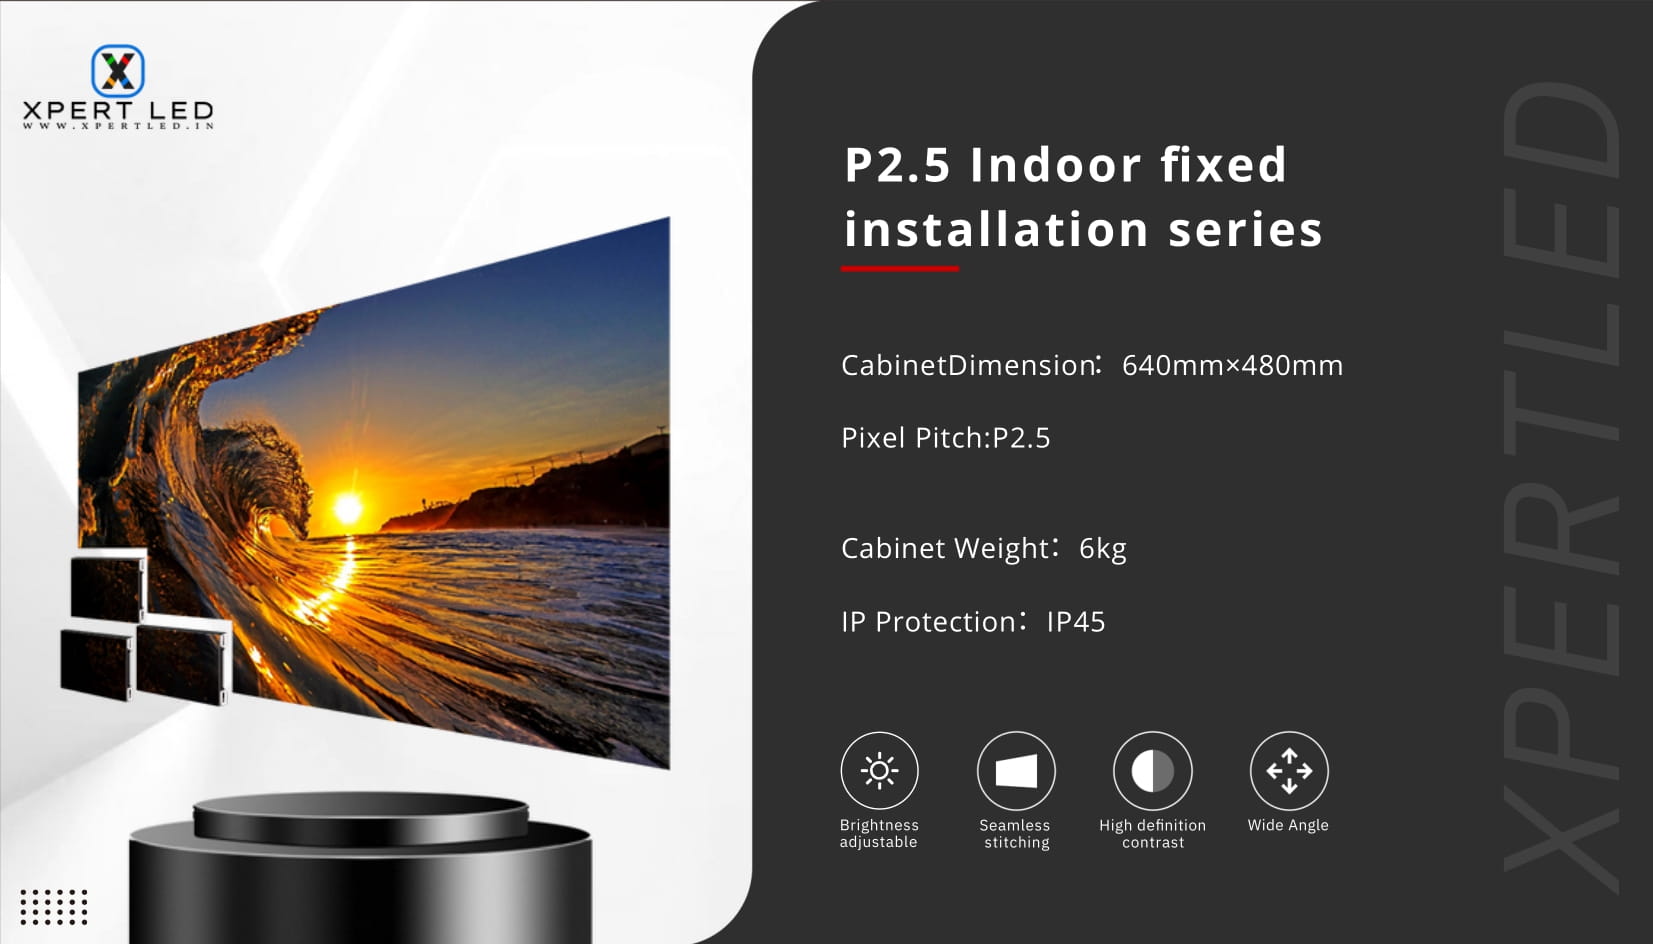 XPERT LED
WWW.XPERTLED.IN
P2.5 Indoor fixed
installation series
CabinetDimension：640mm×480mm
Pixel Pitch:P2.5
Cabinet Weight：6kg
IP Protection：IP45
Brightness
adjustable
Seamless
stitching
High definition
contrast
Wide Angle
XPERTLED